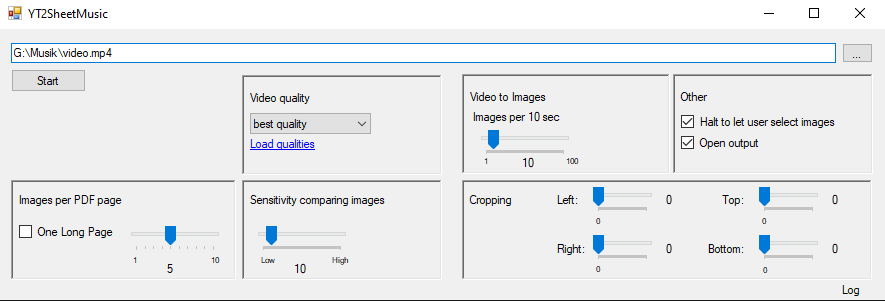 YT2SheetMusic
G:\Musik\video.mp4
...
Start
Video quality
best quality
Load qualities
Video to Images
Images per 10 sec
1
10
100
Other
Halt to let user select images
Open output
Images per PDF page
One Long Page
1
5
10
Sensitivity comparing images
Low
10
High
Cropping
Left:
0
0
Top:
0
0
Right:
0
0
Bottom:
0
0
Log